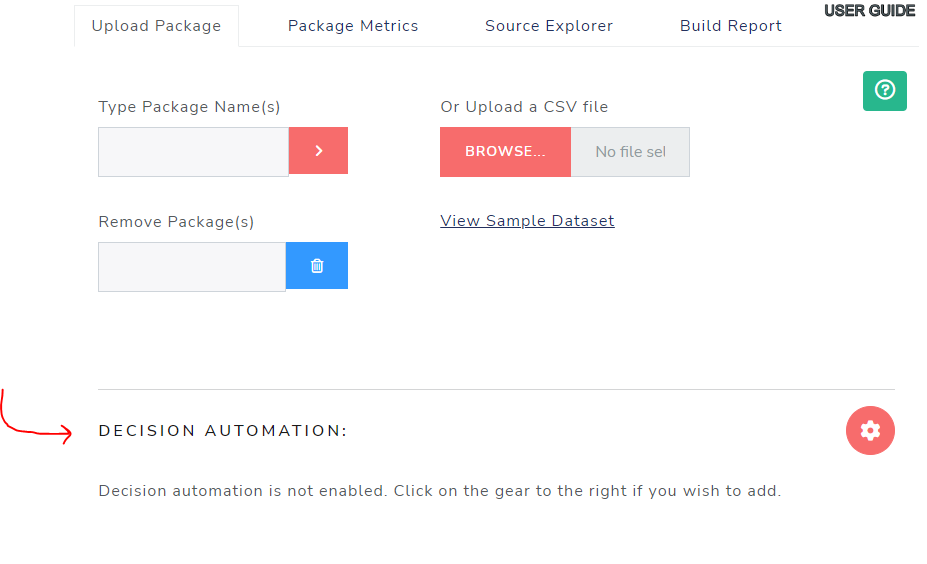 USER GUIDE
Upload Package
Package Metrics
Source Explorer
Build Report
Type Package Name(s)
Or Upload a CSV file
BROWSE...
No file sel
Remove Package(s)
View Sample Dataset
DECISION AUTOMATION:
Decision automation is not enabled. Click on the gear to the right if you wish to add.